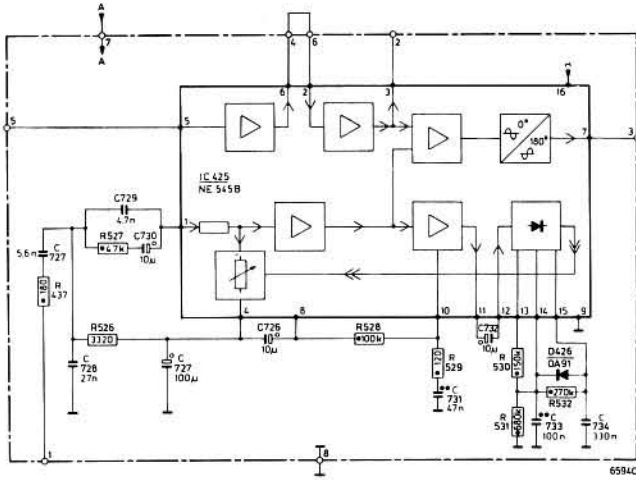 A
7
A
4 6 2
6 2 3 16
5 5
7 3
0°
180°
IC 425
NE 545B
C729
4.7n
R527 C730
4.7k 10µ
1
5,6n C
727
R
437
180
R526
3320
C
728
27n
C
727
100µ
4 8 10 11 12 13 14 15 9
C726
10µ
R528
100k
120
R
529
C
731
47n
C732
10µ
R
530
150k
R
531
680k
D426
OA91
270k
R532
C
733
100n
C
734
330n
1
8
6594C